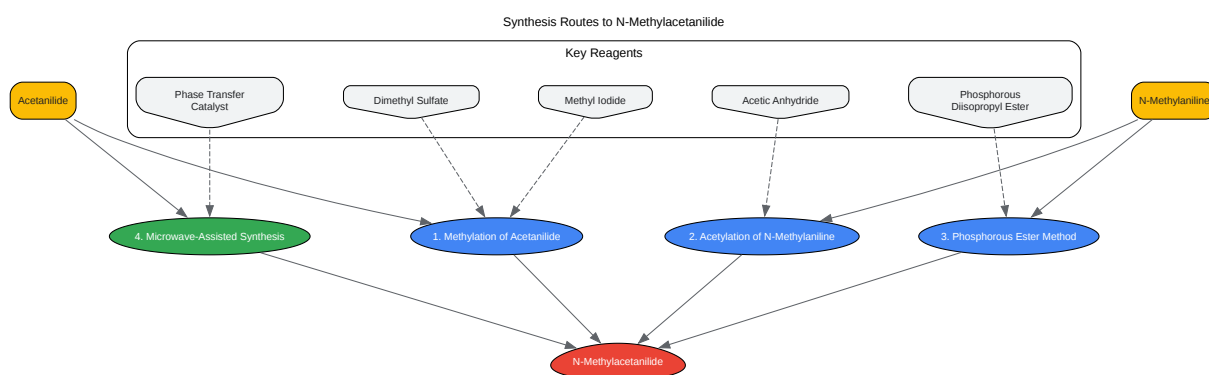 Synthesis Routes to N-Methylacetanilide
Key Reagents
Acetanilide
Phase Transfer
Catalyst
Dimethyl Sulfate
Methyl Iodide
Acetic Anhydride
Phosphorous
Diisopropyl Ester
N-Methylaniline
4. Microwave-Assisted Synthesis
1. Methylation of Acetanilide
2. Acetylation of N-Methylaniline
3. Phosphorous Ester Method
N-Methylacetanilide